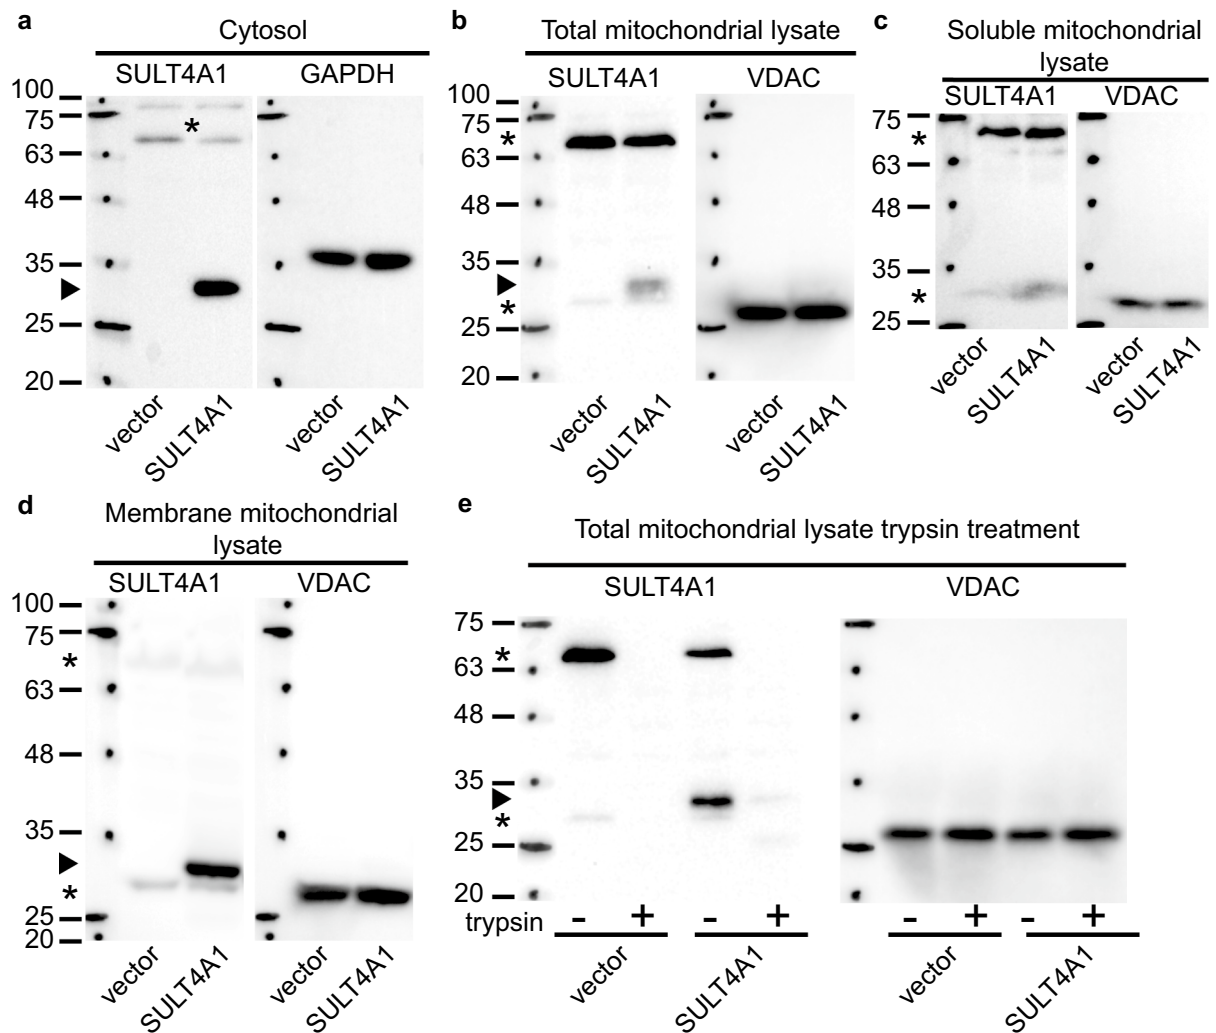 a
Cytosol
SULT4A1 GAPDH
100
75
*
63
48
35
25
20
vector
SULT4A1
vector
SULT4A1
b
Total mitochondrial lysate
SULT4A1 VDAC
100
75
*
63
48
35
*
25
20
vector
SULT4A1
vector
SULT4A1
c
Soluble mitochondrial
lysate
SULT4A1 VDAC
75
*
63
48
35
*
25
vector
SULT4A1
vector
SULT4A1
d
Membrane mitochondrial
lysate
SULT4A1 VDAC
100
75
*
63
48
35
*
25
20
vector
SULT4A1
vector
SULT4A1
e
Total mitochondrial lysate trypsin treatment
SULT4A1 VDAC
75
*
63
48
35
*
25
20
trypsin - + - + - + - +
vector
SULT4A1
vector
SULT4A1